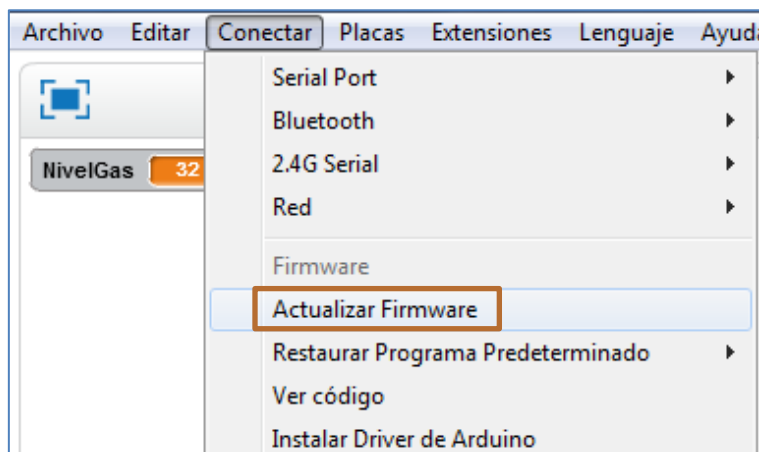 Archivo Editar Conectar Placas Extensiones Lenguaje
Serial Port
Bluetooth
NivelGas 32
2.4G Serial
Red
Firmware
Actualizar Firmware
Restaurar Programa Predeterminado
Ver código
Instalar Driver de Arduino